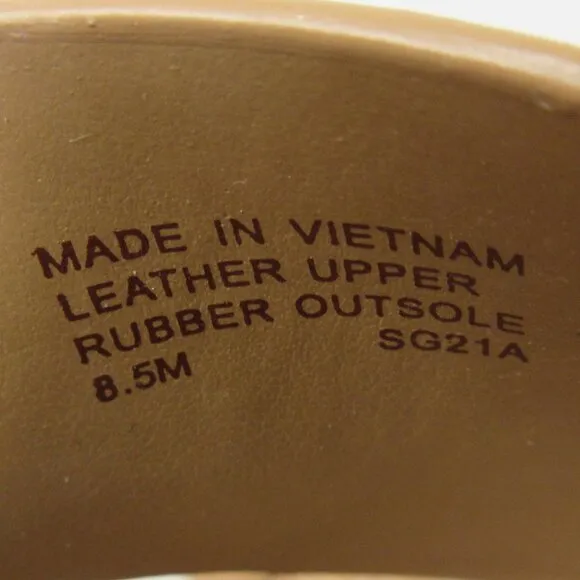 MADE IN VIETNAM
LEATHER UPPER
RUBBER OUTSOLE
8.5M SG21A